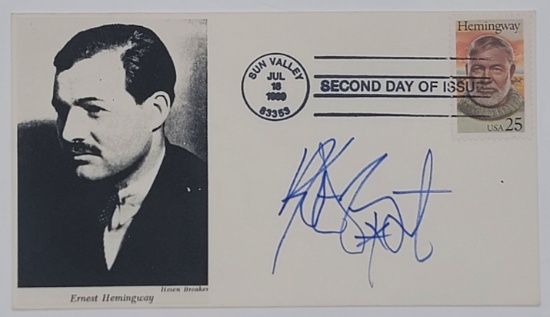 Hemingway
USA 25
SUN VALLEY
JUL
18
1989
83353
SECOND DAY OF ISSUE
Ernest Hemingway